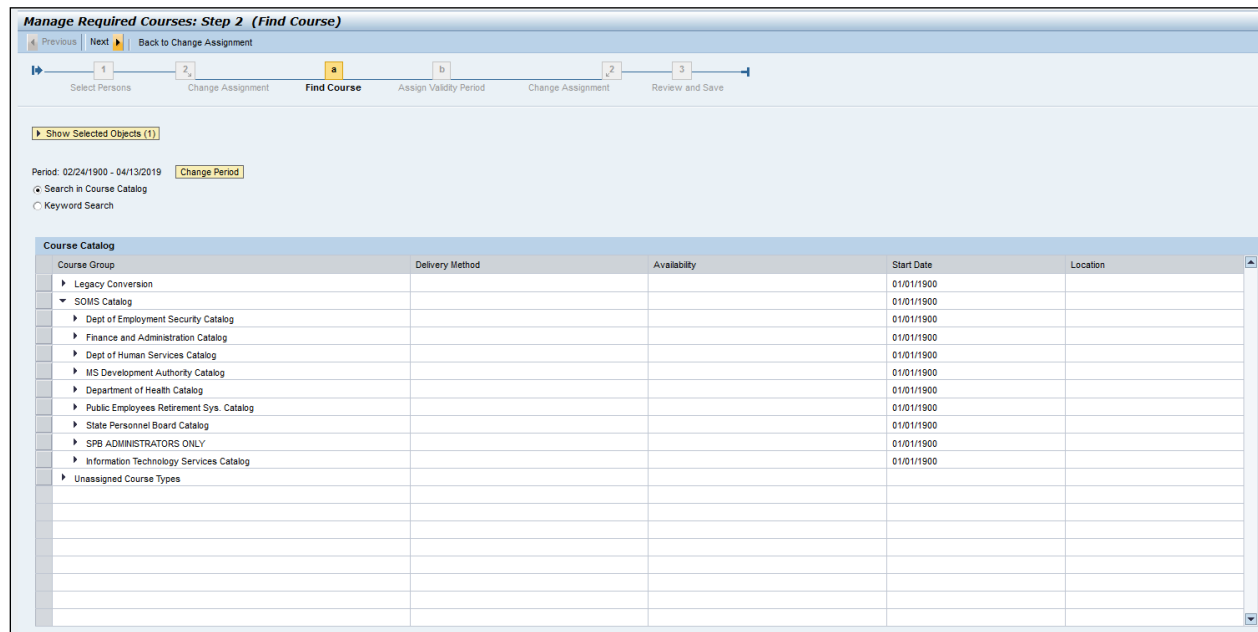 Manage Required Courses: Step 2 (Find Course)
Previous Next Back to Change Assignment
1 2 a b 2 3
Select Persons Change Assignment Find Course Assign Validity Period Change Assignment Review and Save
Show Selected Objects (1)
Period: 02/24/1900 - 04/13/2019 Change Period
Search in Course Catalog
Keyword Search
Course Catalog
Course Group Delivery Method Availability Start Date Location
Legacy Conversion 01/01/1900
SOMS Catalog 01/01/1900
Dept of Employment Security Catalog 01/01/1900
Finance and Administration Catalog 01/01/1900
Dept of Human Services Catalog 01/01/1900
MS Development Authority Catalog 01/01/1900
Department of Health Catalog 01/01/1900
Public Employees Retirement Sys. Catalog 01/01/1900
State Personnel Board Catalog 01/01/1900
SPB ADMINISTRATORS ONLY 01/01/1900
Information Technology Services Catalog 01/01/1900
Unassigned Course Types